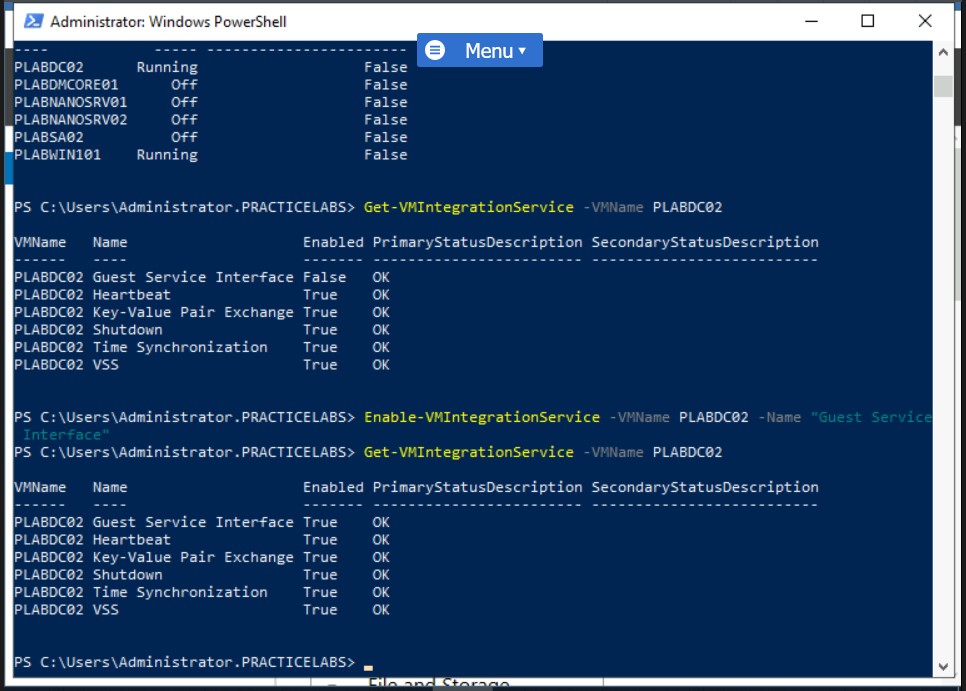 Administrator: Windows PowerShell
Menu
---- ----- -----------------------
PLABDC02 Running False
PLABDMCORE01 Off False
PLABNANOSRV01 Off False
PLABNANOSRV02 Off False
PLABSA02 Off False
PLABWIN101 Running False
PS C:\Users\Administrator.PRACTICELABS> Get-VMIntegrationService -VMName PLABDC02
VMName Name Enabled PrimaryStatusDescription SecondaryStatusDescription
------ ---- ------- ------------------------ --------------------------
PLABDC02 Guest Service Interface False OK
PLABDC02 Heartbeat True OK
PLABDC02 Key-Value Pair Exchange True OK
PLABDC02 Shutdown True OK
PLABDC02 Time Synchronization True OK
PLABDC02 VSS True OK
PS C:\Users\Administrator.PRACTICELABS> Enable-VMIntegrationService -VMName PLABDC02 -Name "Guest Service
Interface"
PS C:\Users\Administrator.PRACTICELABS> Get-VMIntegrationService -VMName PLABDC02
VMName Name Enabled PrimaryStatusDescription SecondaryStatusDescription
------ ---- ------- ------------------------ --------------------------
PLABDC02 Guest Service Interface True OK
PLABDC02 Heartbeat True OK
PLABDC02 Key-Value Pair Exchange True OK
PLABDC02 Shutdown True OK
PLABDC02 Time Synchronization True OK
PLABDC02 VSS True OK
PS C:\Users\Administrator.PRACTICELABS>
File and Storage